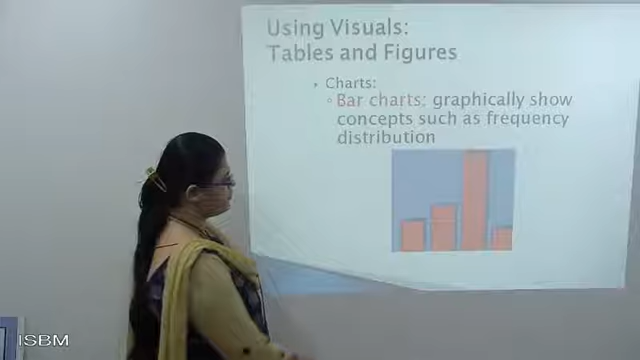 Using Visuals:
Tables and Figures
Charts:
Bar charts: graphically show
concepts such as frequency
distribution
ISBM